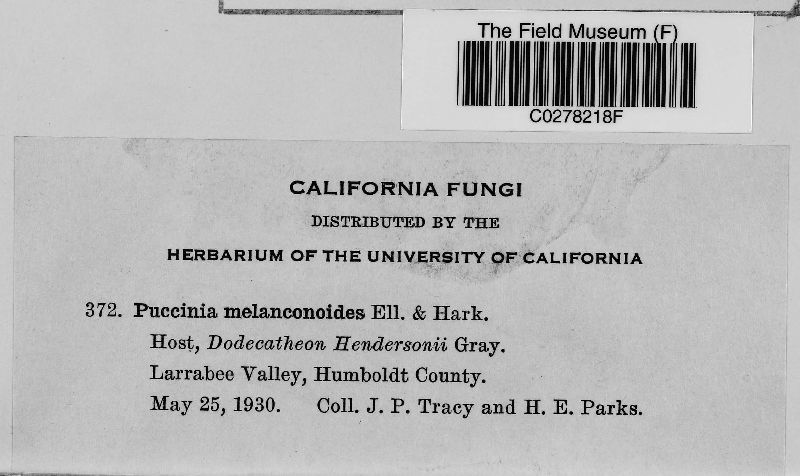 The Field Museum (F)
C0278218F
CALIFORNIA FUNGI
DISTRIBUTED BY THE
HERBARIUM OF THE UNIVERSITY OF CALIFORNIA
372. Puccinia melanconoides Ell. & Hark.
Host, Dodecatheon Hendersonii Gray.
Larrabee Valley, Humboldt County.
May 25, 1930. Coll. J. P. Tracy and H. E. Parks.